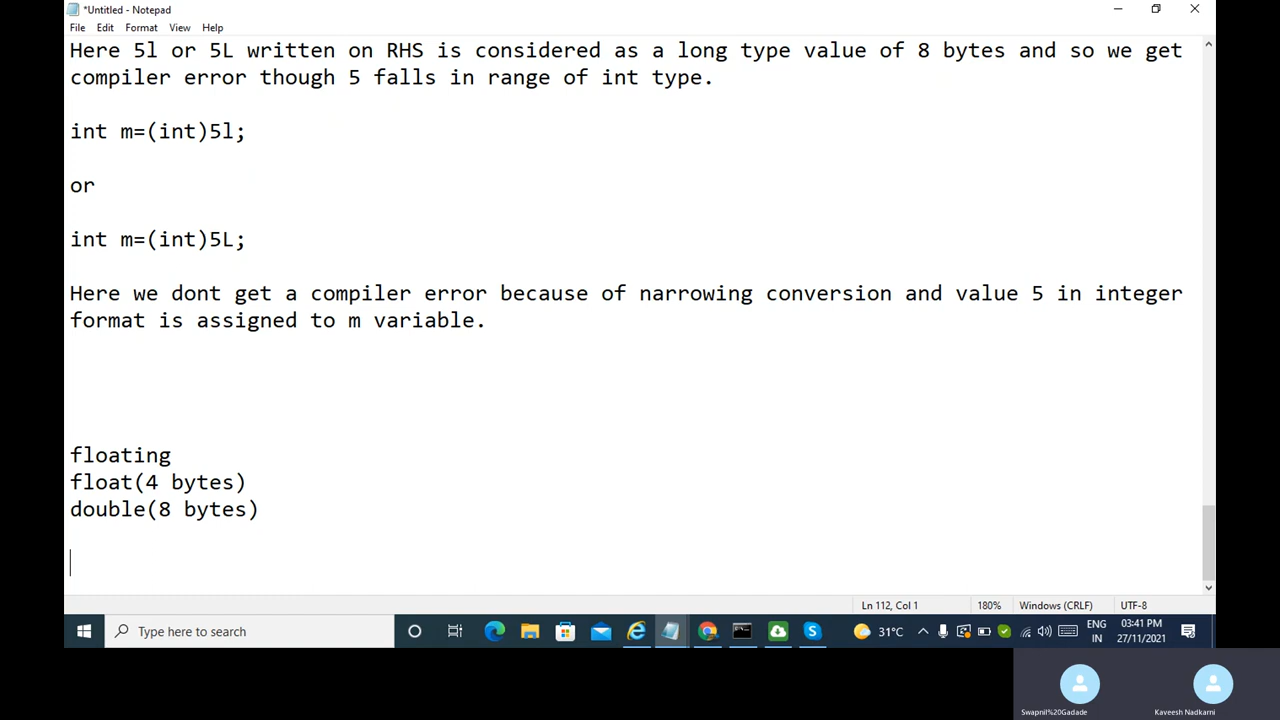 *Untitled - Notepad
File Edit Format View Help
Here 5l or 5L written on RHS is considered as a long type value of 8 bytes and so we get
compiler error though 5 falls in range of int type.
int m=(int)5l;
or
int m=(int)5L;
Here we dont get a compiler error because of narrowing conversion and value 5 in integer
format is assigned to m variable.
floating
float(4 bytes)
double(8 bytes)
Ln 112, Col 1 180% Windows (CRLF) UTF-8
Type here to search 31°C ENG 03:41 PM
IN 27/11/2021
Swapnil%20Gadade Kaveesh Nadkarni